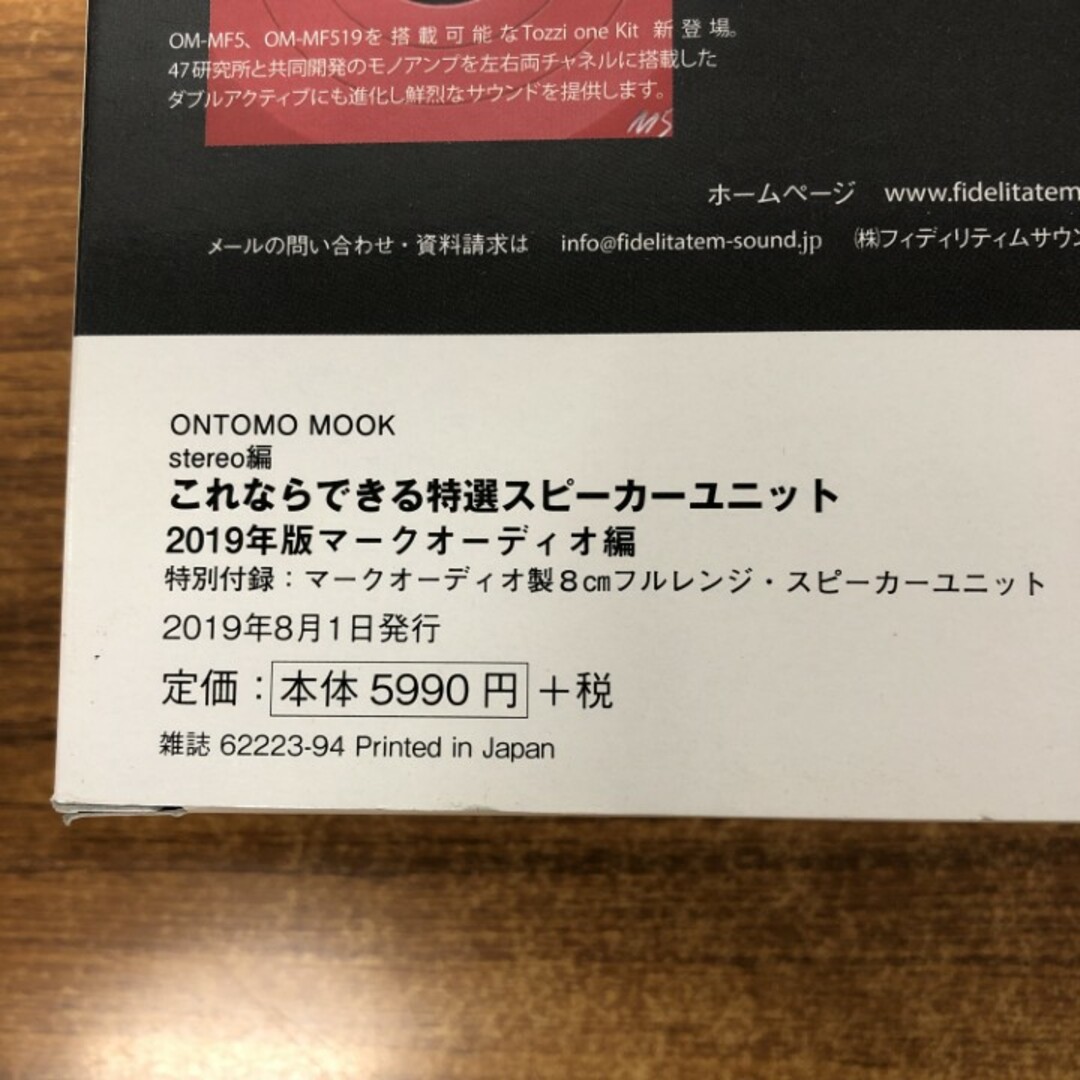 OM-MF5、OM-MF519を搭載可能なTozzi one Kit 新登場。
47研究所と共同開発のモノアンプを左右両チャネルに搭載した
ダブルアクティブにも進化し鮮烈なサウンドを提供します。
M5
ホームページ www.fidelitatem
メールの問い合わせ・資料請求は info@fidelitatem-sound.jp ㈱フィディリティムサウン
ONTOMO MOOK
stereo編
これならできる特選スピーカーユニット
2019年版マークオーディオ編
特別付録：マークオーディオ製8㎝フルレンジ・スピーカーユニット
2019年8月1日発行
定価：本体 5990 円＋税
雑誌 62223-94 Printed in Japan